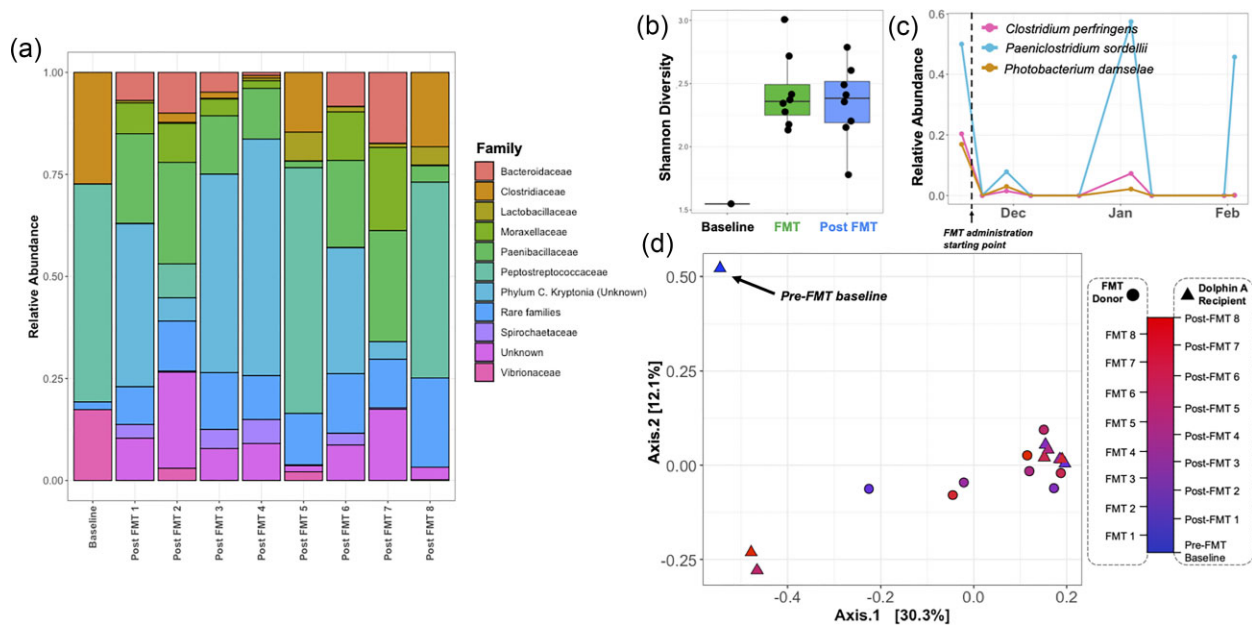 (a)
Relative Abundance
1.00
0.75
0.50
0.25
0.00
Baseline
Post FMT 1
Post FMT 2
Post FMT 3
Post FMT 4
Post FMT 5
Post FMT 6
Post FMT 7
Post FMT 8
Family
Bacteroidaceae
Clostridiaceae
Lactobacillaceae
Moraxellaceae
Paenibacillaceae
Peptostreptococcaceae
Phylum C. Kryptonia (Unknown)
Rare families
Spirochaetaceae
Unknown
Vibrionaceae
(b)
Shannon Diversity
3.0
2.5
2.0
1.5
Baseline
FMT
Post FMT
(c)
Relative Abundance
0.6
0.4
0.2
0.0
Clostridium perfringens
Paeniclostridium sordellii
Photobacterium damselae
Dec
Jan
Feb
FMT administration
starting point
(d)
Axis.2 [12.1%]
0.50
0.25
0.00
-0.25
Pre-FMT baseline
-0.4
-0.2
0.0
0.2
Axis.1 [30.3%]
FMT
Donor
FMT 8
FMT 7
FMT 6
FMT 5
FMT 4
FMT 3
FMT 2
FMT 1
Dolphin A
Recipient
Post-FMT 8
Post-FMT 7
Post-FMT 6
Post-FMT 5
Post-FMT 4
Post-FMT 3
Post-FMT 2
Post-FMT 1
Pre-FMT
Baseline